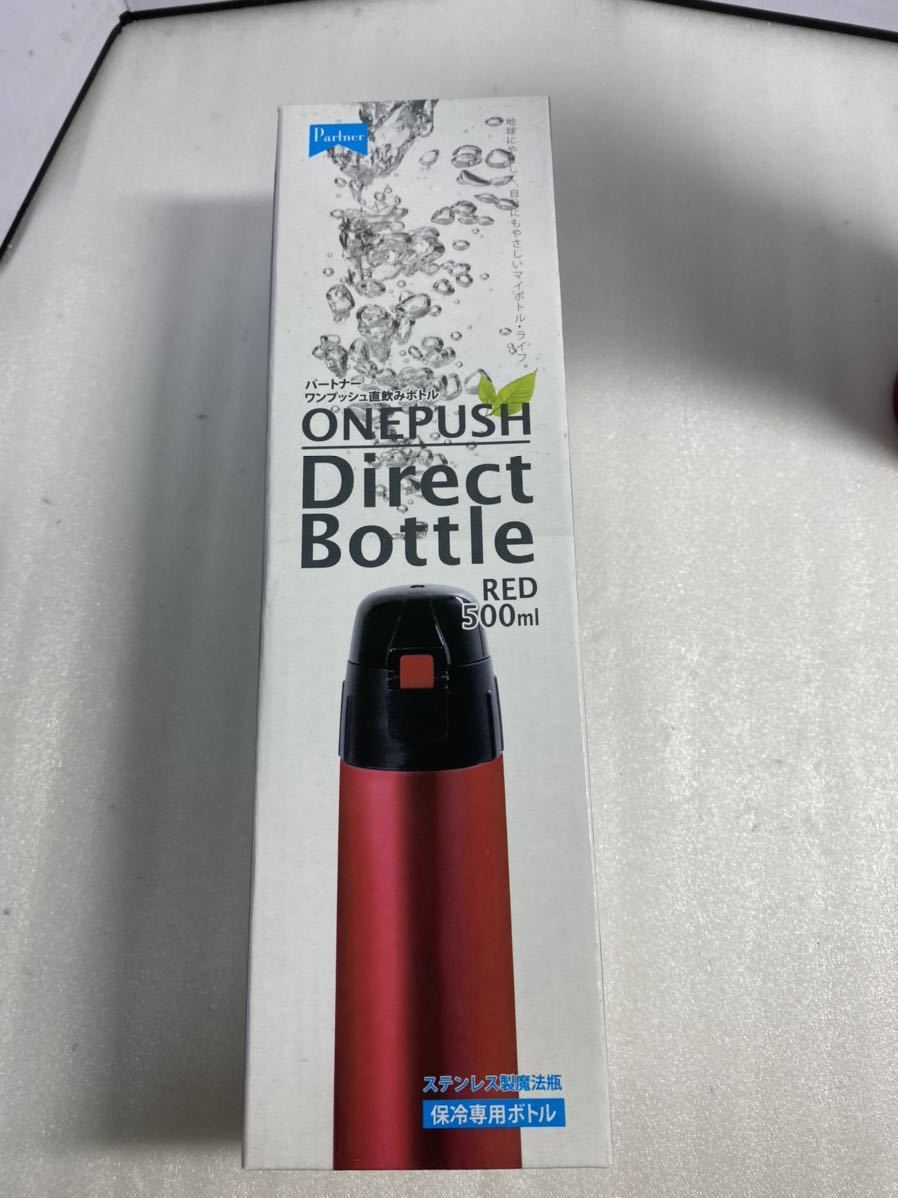 Partner
地球にやさしく、自分にもやさしいマイボトル・ライフ。
パートナー
ワンプッシュ直飲みボトル
ONEPUSH
Direct
Bottle
RED
500ml
ステンレス製魔法瓶
保冷専用ボトル